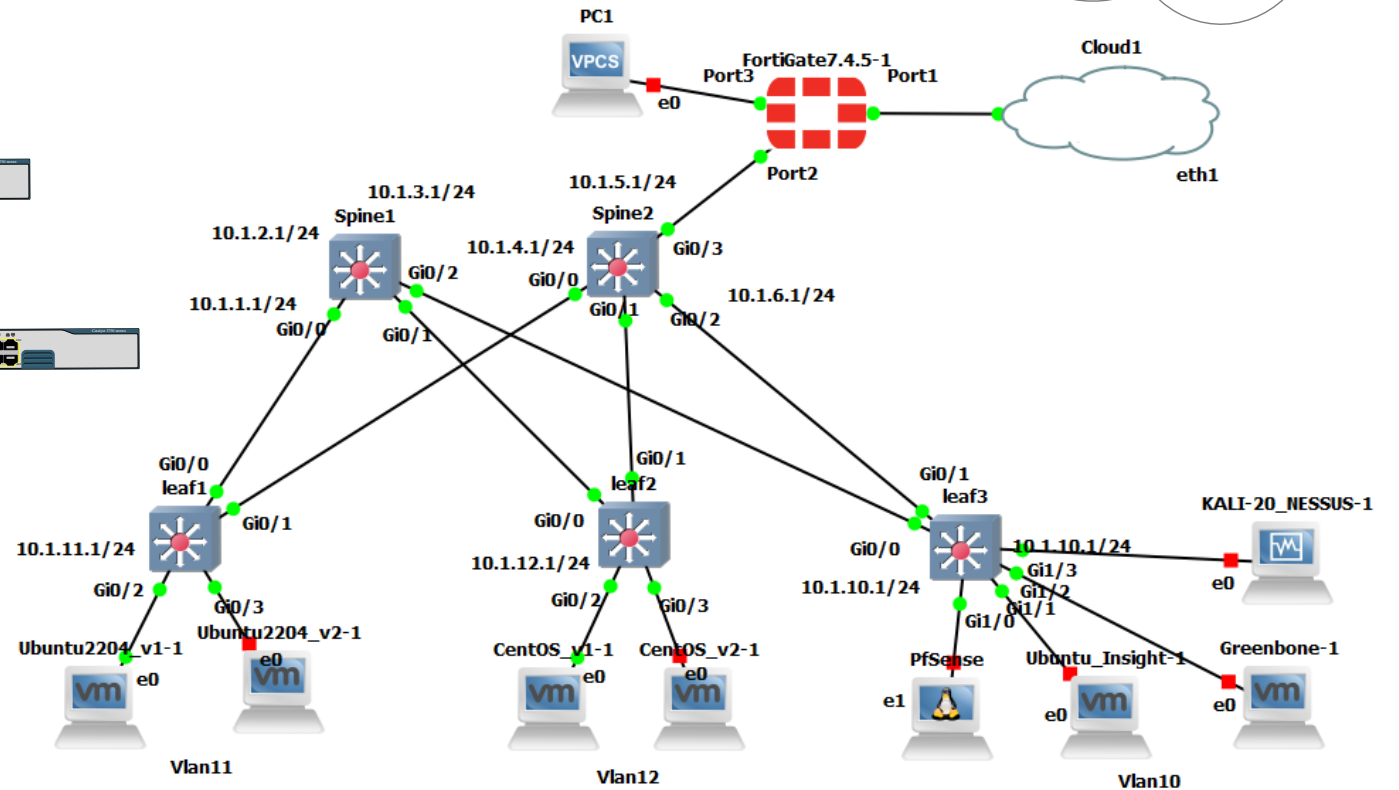 PC1
VPCS
e0
Port3
FortiGate7.4.5-1
Port1
Cloud1
eth1
Port2
10.1.3.1/24
Spine1
10.1.2.1/24
10.1.1.1/24
Gi0/0
Gi0/1
Gi0/2
10.1.5.1/24
Spine2
10.1.4.1/24
Gi0/0
Gi0/1
Gi0/3
Gi0/2
10.1.6.1/24
Gi0/0
leaf1
Gi0/1
10.1.11.1/24
Gi0/2
Gi0/3
Ubuntu2204_v1-1
e0
vm
Ubuntu2204_v2-1
e0
vm
Vlan11
Gi0/1
leaf2
Gi0/0
10.1.12.1/24
Gi0/2
Gi0/3
CentOS_v1-1
e0
vm
CentOS_v2-1
e0
vm
Vlan12
Gi0/1
leaf3
Gi0/0
10.1.10.1/24
10.1.10.1/24
Gi1/3
Gi1/2
Gi1/1
Gi1/0
KALI-20_NESSUS-1
e0
PfSense
e1
Ubuntu_Insight-1
e0
vm
Greenbone-1
e0
vm
Vlan10